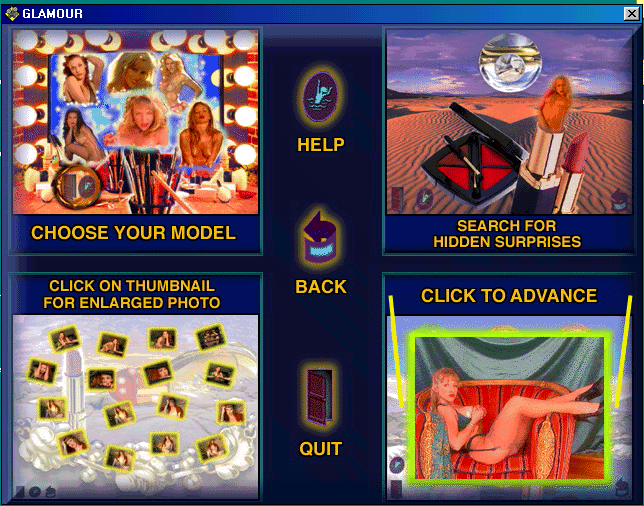 GLAMOUR
CHOOSE YOUR MODEL
HELP
SEARCH FOR
HIDDEN SURPRISES
BACK
CLICK ON THUMBNAIL
FOR ENLARGED PHOTO
CLICK TO ADVANCE
QUIT